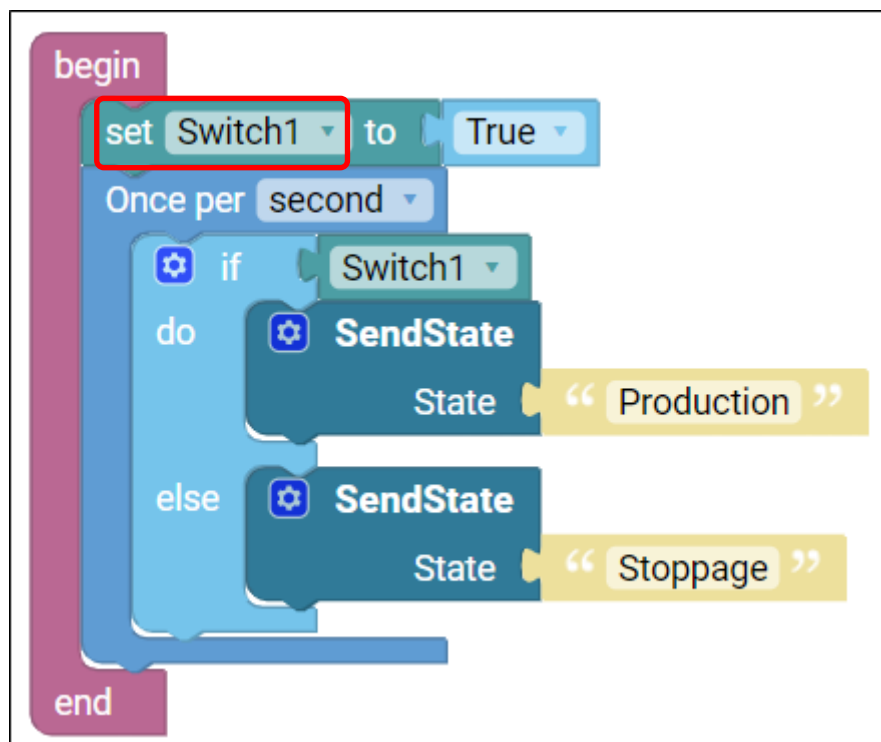 begin
set Switch1 to True
Once per second
if Switch1
do SendState
State “ Production ”
else SendState
State “ Stoppage ”
end